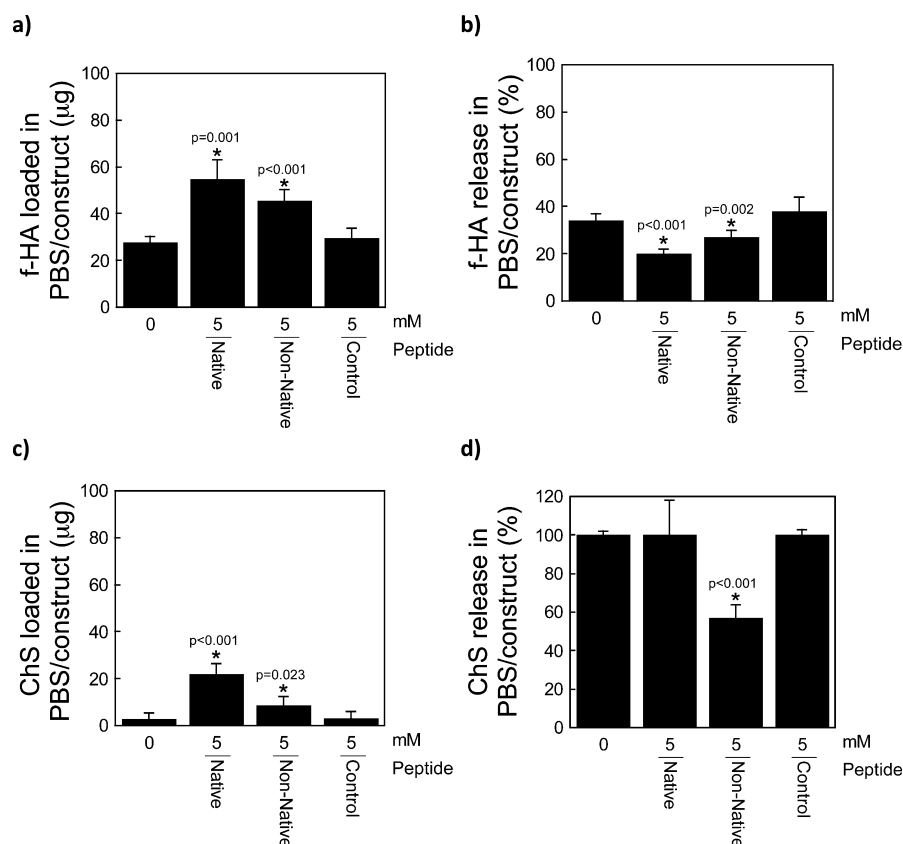 a)
f-HA loaded in
PBS/construct (μg)
100
80
60
40
20
0
p=0.001
*
p<0.001
*
0 5 5 5 mM
Native Non-Native Control Peptide
b)
f-HA release in
PBS/construct (%)
100
80
60
40
20
0
p<0.001
*
p=0.002
*
0 5 5 5 mM
Native Non-Native Control Peptide
c)
ChS loaded in
PBS/construct (μg)
100
80
60
40
20
0
p<0.001
*
p=0.023
*
0 5 5 5 mM
Native Non-Native Control Peptide
d)
ChS release in
PBS/construct (%)
120
100
80
60
40
20
0
p<0.001
*
0 5 5 5 mM
Native Non-Native Control Peptide